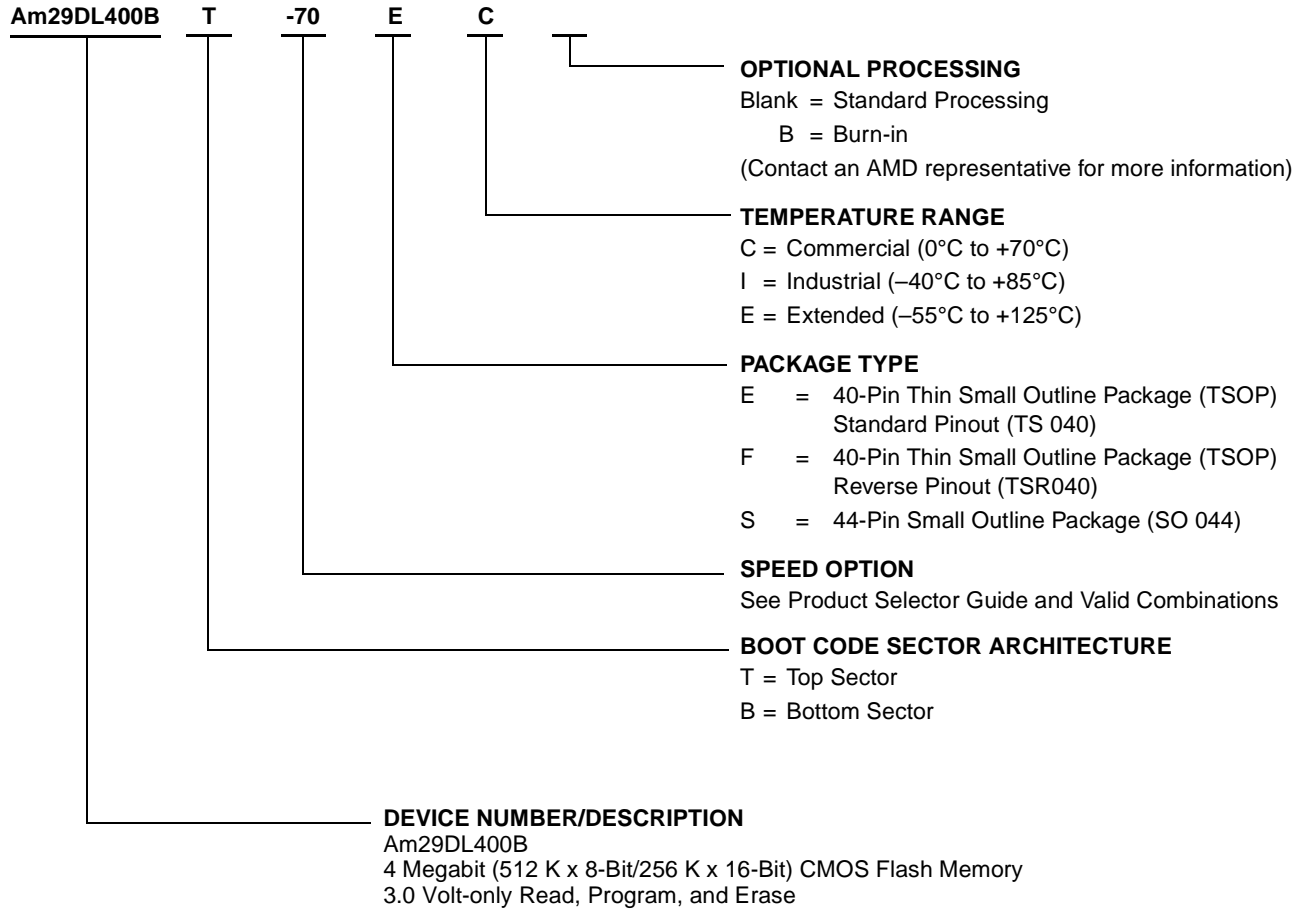 Am29DL400B T -70 E C
OPTIONAL PROCESSING
Blank = Standard Processing
B = Burn-in
(Contact an AMD representative for more information)
TEMPERATURE RANGE
C = Commercial (0°C to +70°C)
I = Industrial (–40°C to +85°C)
E = Extended (–55°C to +125°C)
PACKAGE TYPE
E = 40-Pin Thin Small Outline Package (TSOP)
Standard Pinout (TS 040)
F = 40-Pin Thin Small Outline Package (TSOP)
Reverse Pinout (TSR040)
S = 44-Pin Small Outline Package (SO 044)
SPEED OPTION
See Product Selector Guide and Valid Combinations
BOOT CODE SECTOR ARCHITECTURE
T = Top Sector
B = Bottom Sector
DEVICE NUMBER/DESCRIPTION
Am29DL400B
4 Megabit (512 K x 8-Bit/256 K x 16-Bit) CMOS Flash Memory
3.0 Volt-only Read, Program, and Erase